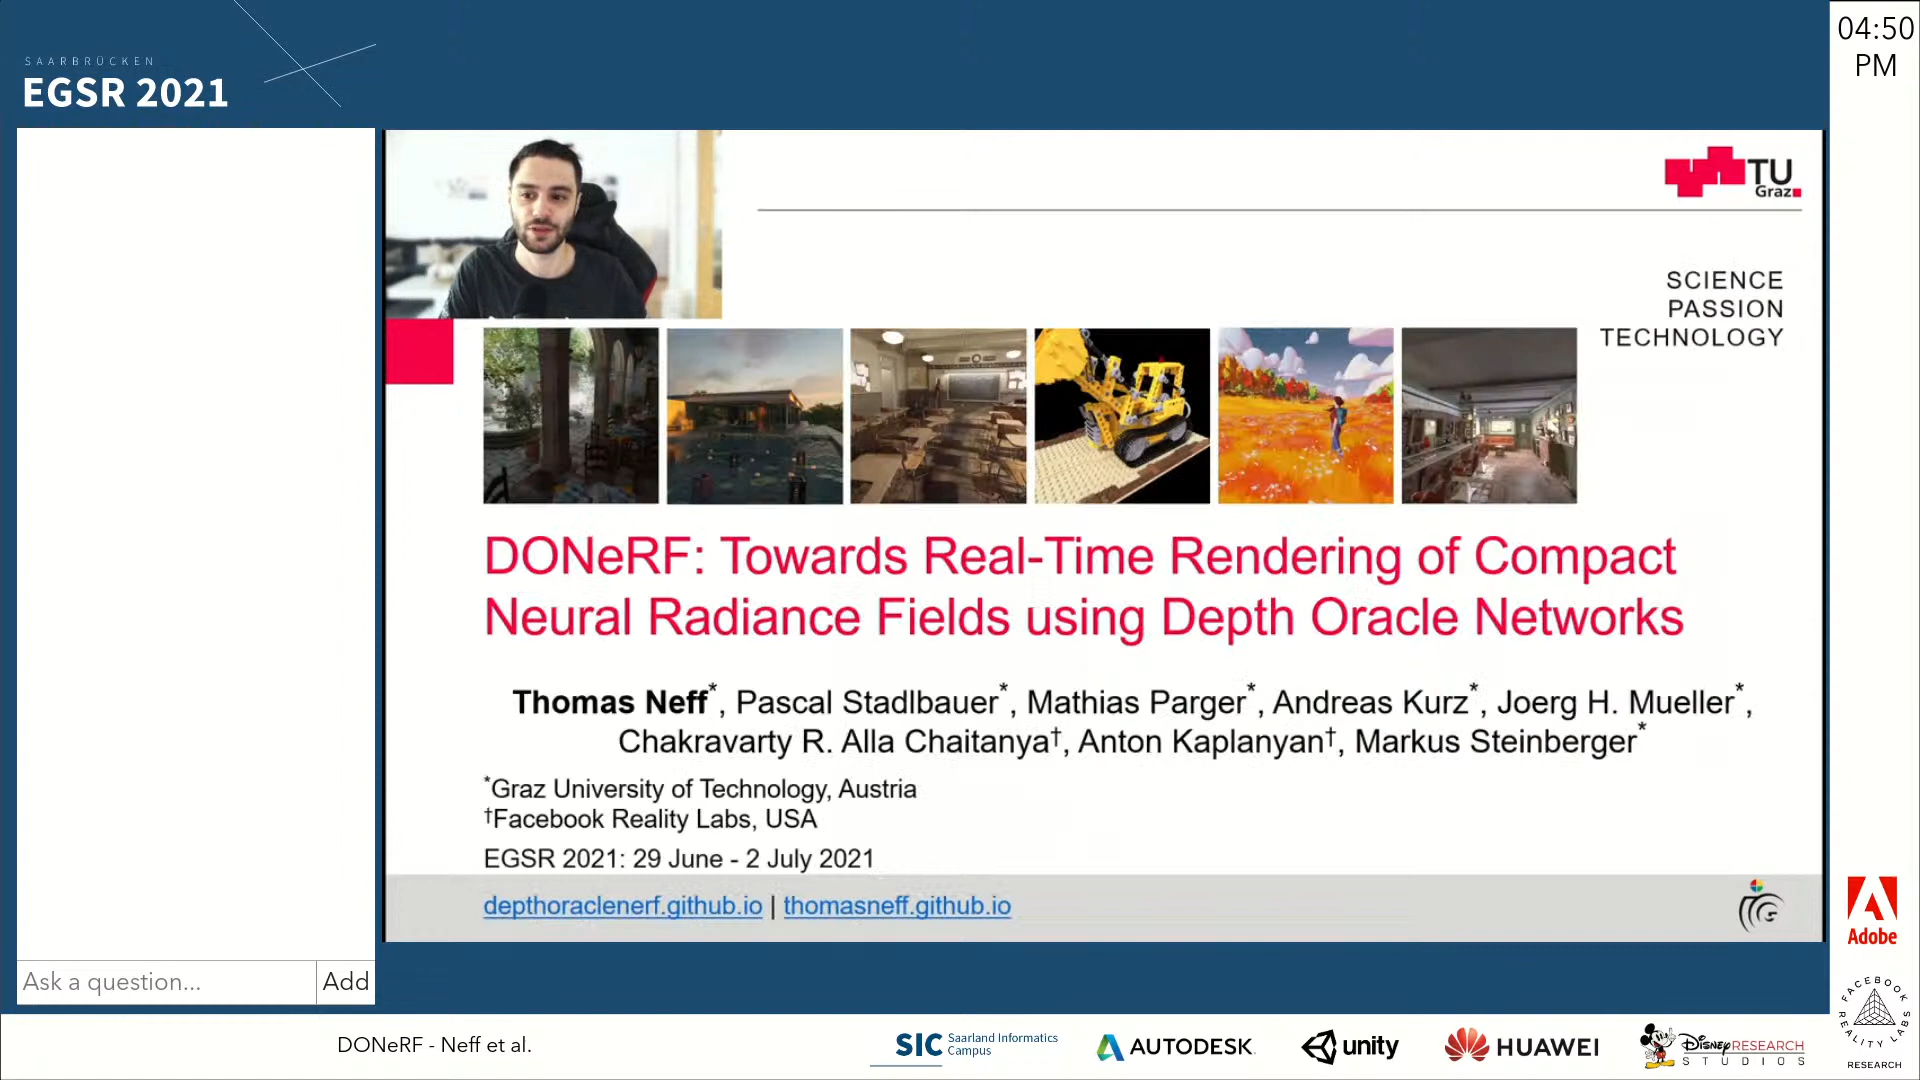 SAARBRÜCKEN
EGSR 2021
04:50
PM
TU
Graz
SCIENCE
PASSION
TECHNOLOGY
DONeRF: Towards Real-Time Rendering of Compact
Neural Radiance Fields using Depth Oracle Networks
Thomas Neff*, Pascal Stadlbauer*, Mathias Parger*, Andreas Kurz*, Joerg H. Mueller*,
Chakravarty R. Alla Chaitanya†, Anton Kaplanyan†, Markus Steinberger*
*Graz University of Technology, Austria
†Facebook Reality Labs, USA
EGSR 2021: 29 June - 2 July 2021
depthoraclenerf.github.io | thomasneff.github.io
Ask a question...
Add
Adobe
FACEBOOK REALITY LABS
RESEARCH
DONeRF - Neff et al.
SIC Saarland Informatics
Campus
AUTODESK
unity
HUAWEI
Disney RESEARCH
STUDIOS